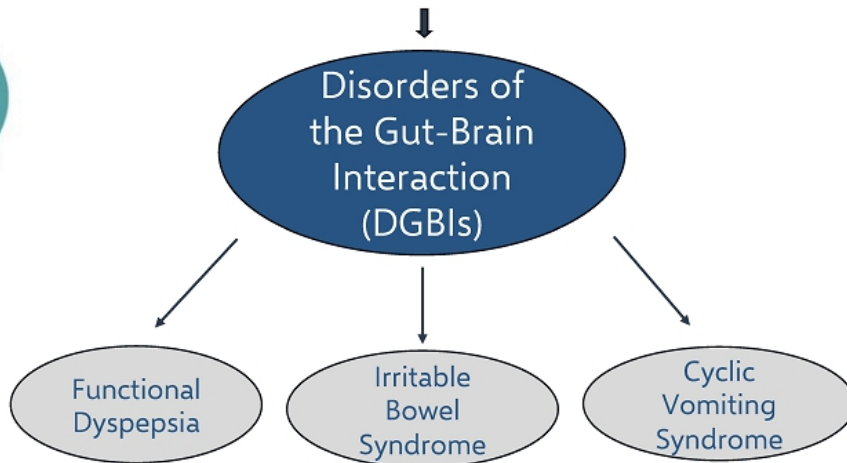 Disorders of
the Gut-Brain
Interaction
(DGBIs)
Functional
Dyspepsia
Irritable
Bowel
Syndrome
Cyclic
Vomiting
Syndrome